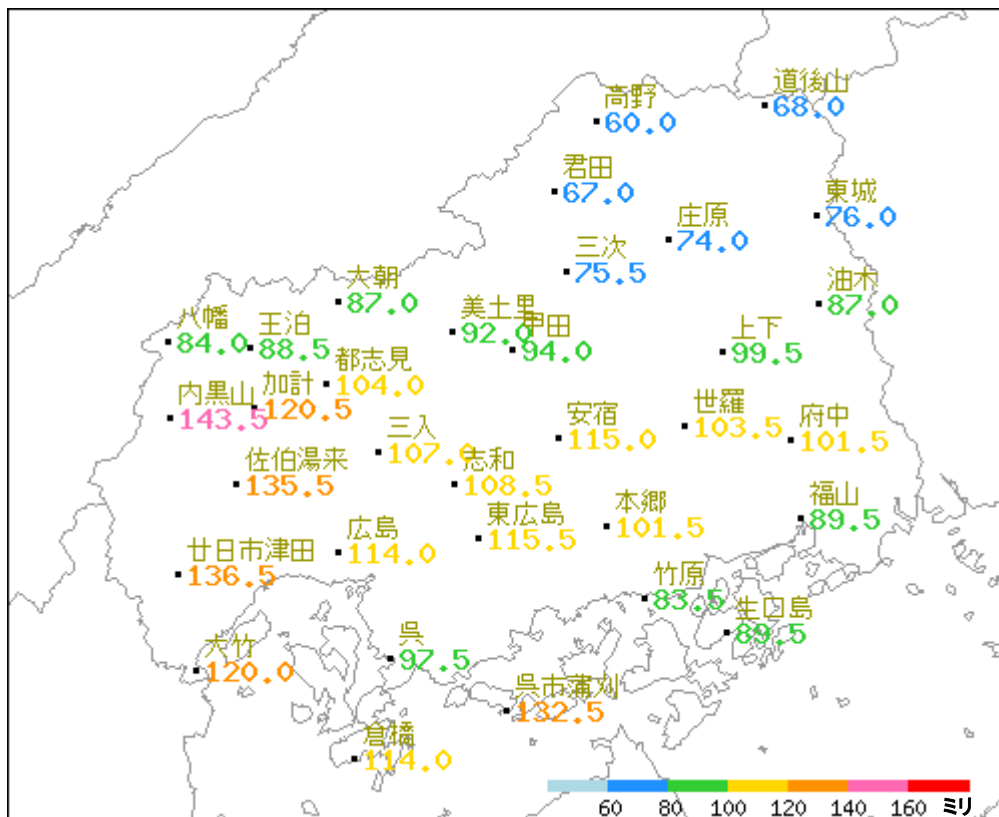 道後山
68.0
高野
60.0
君田
67.0
東城
76.0
庄原
74.0
三次
75.5
大朝
87.0
油木
87.0
八幡
84.0
王泊
88.5
美土里
92.0
甲田
94.0
上下
99.5
都志見
104.0
内黒山
143.5
加計
120.5
三入
107.0
安宿
115.0
世羅
103.5
府中
101.5
佐伯湯来
135.5
志和
108.5
本郷
101.5
福山
89.5
広島
114.0
東広島
115.5
廿日市津田
136.5
竹原
83.5
生口島
89.5
大竹
120.0
呉
97.5
呉市蒲刈
132.5
倉橋
114.0
60 80 100 120 140 160 ミリ